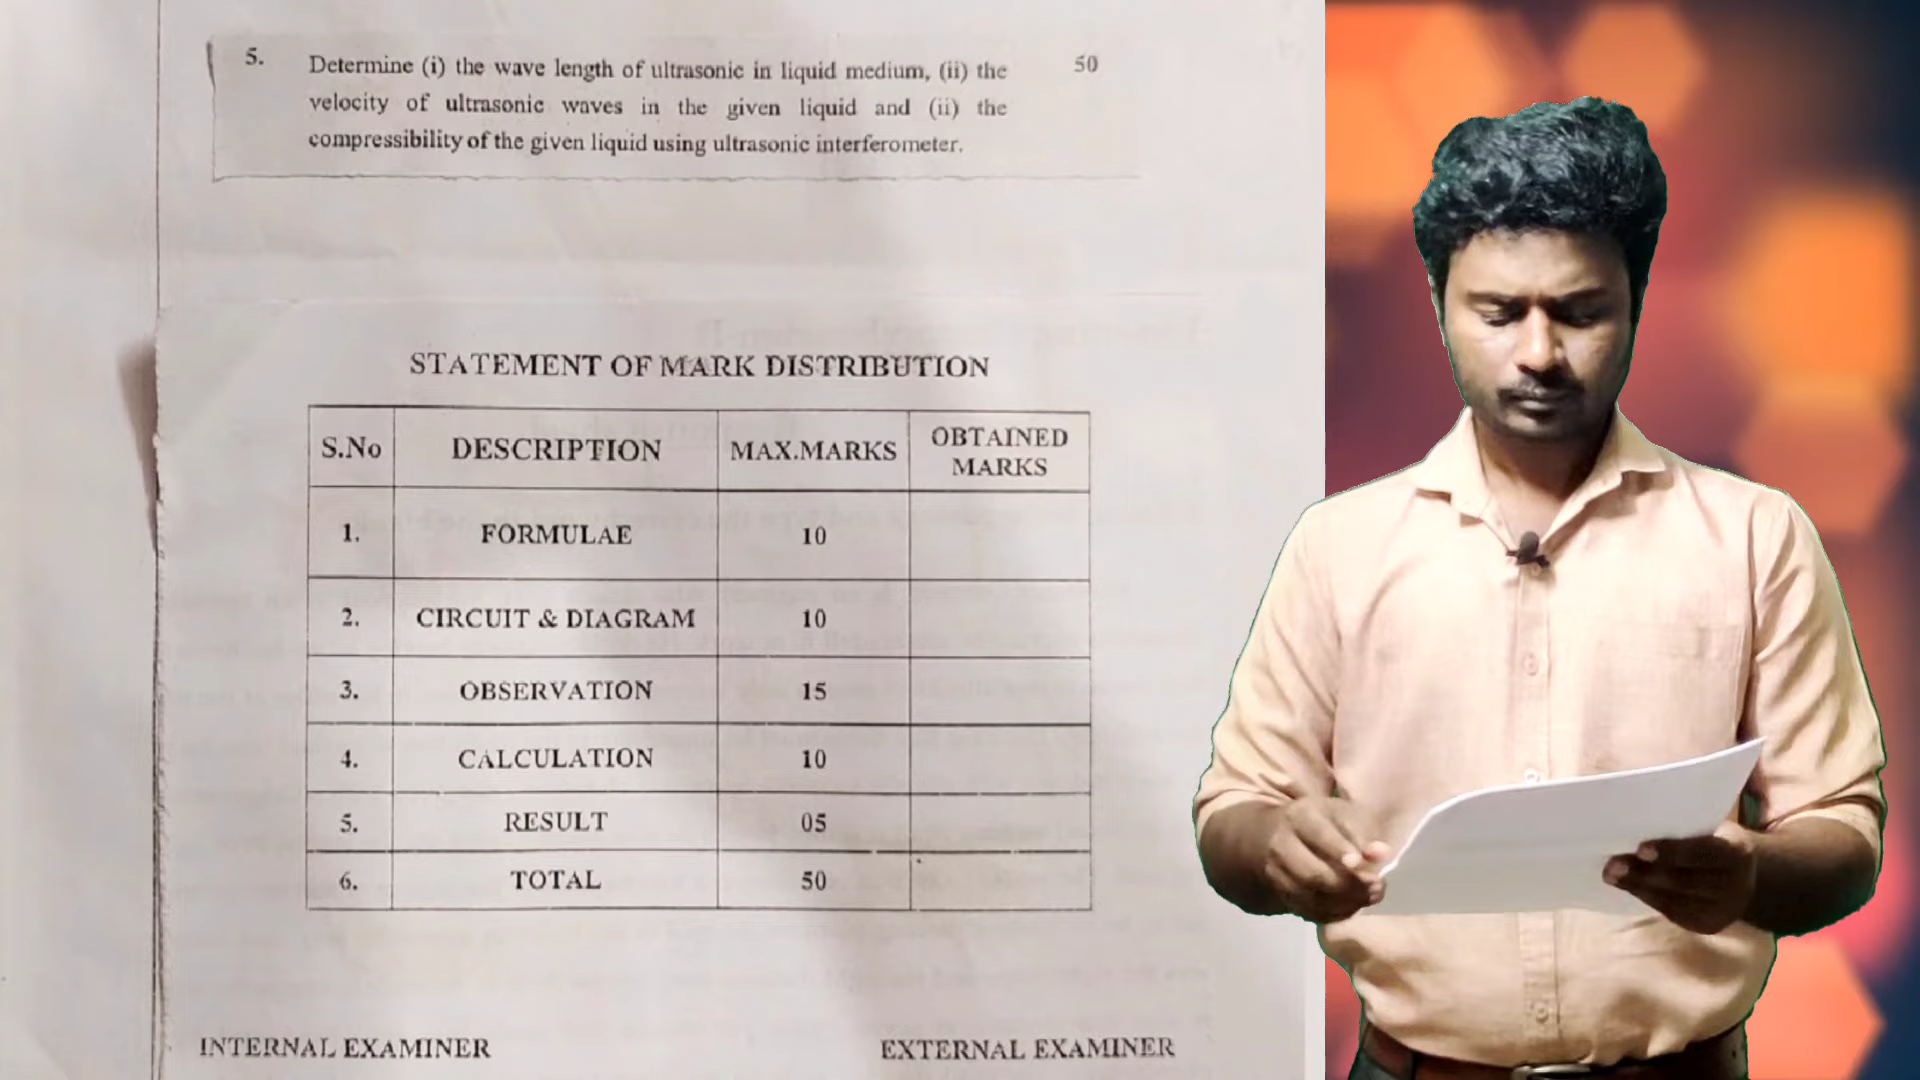 5. Determine (i) the wave length of ultrasonic in liquid medium, (ii) the 50
velocity of ultrasonic waves in the given liquid and (ii) the
compressibility of the given liquid using ultrasonic interferometer.
STATEMENT OF MARK DISTRIBUTION
S.No DESCRIPTION MAX.MARKS OBTAINED MARKS
1. FORMULAE 10
2. CIRCUIT & DIAGRAM 10
3. OBSERVATION 15
4. CALCULATION 10
5. RESULT 05
6. TOTAL 50
INTERNAL EXAMINER EXTERNAL EXAMINER